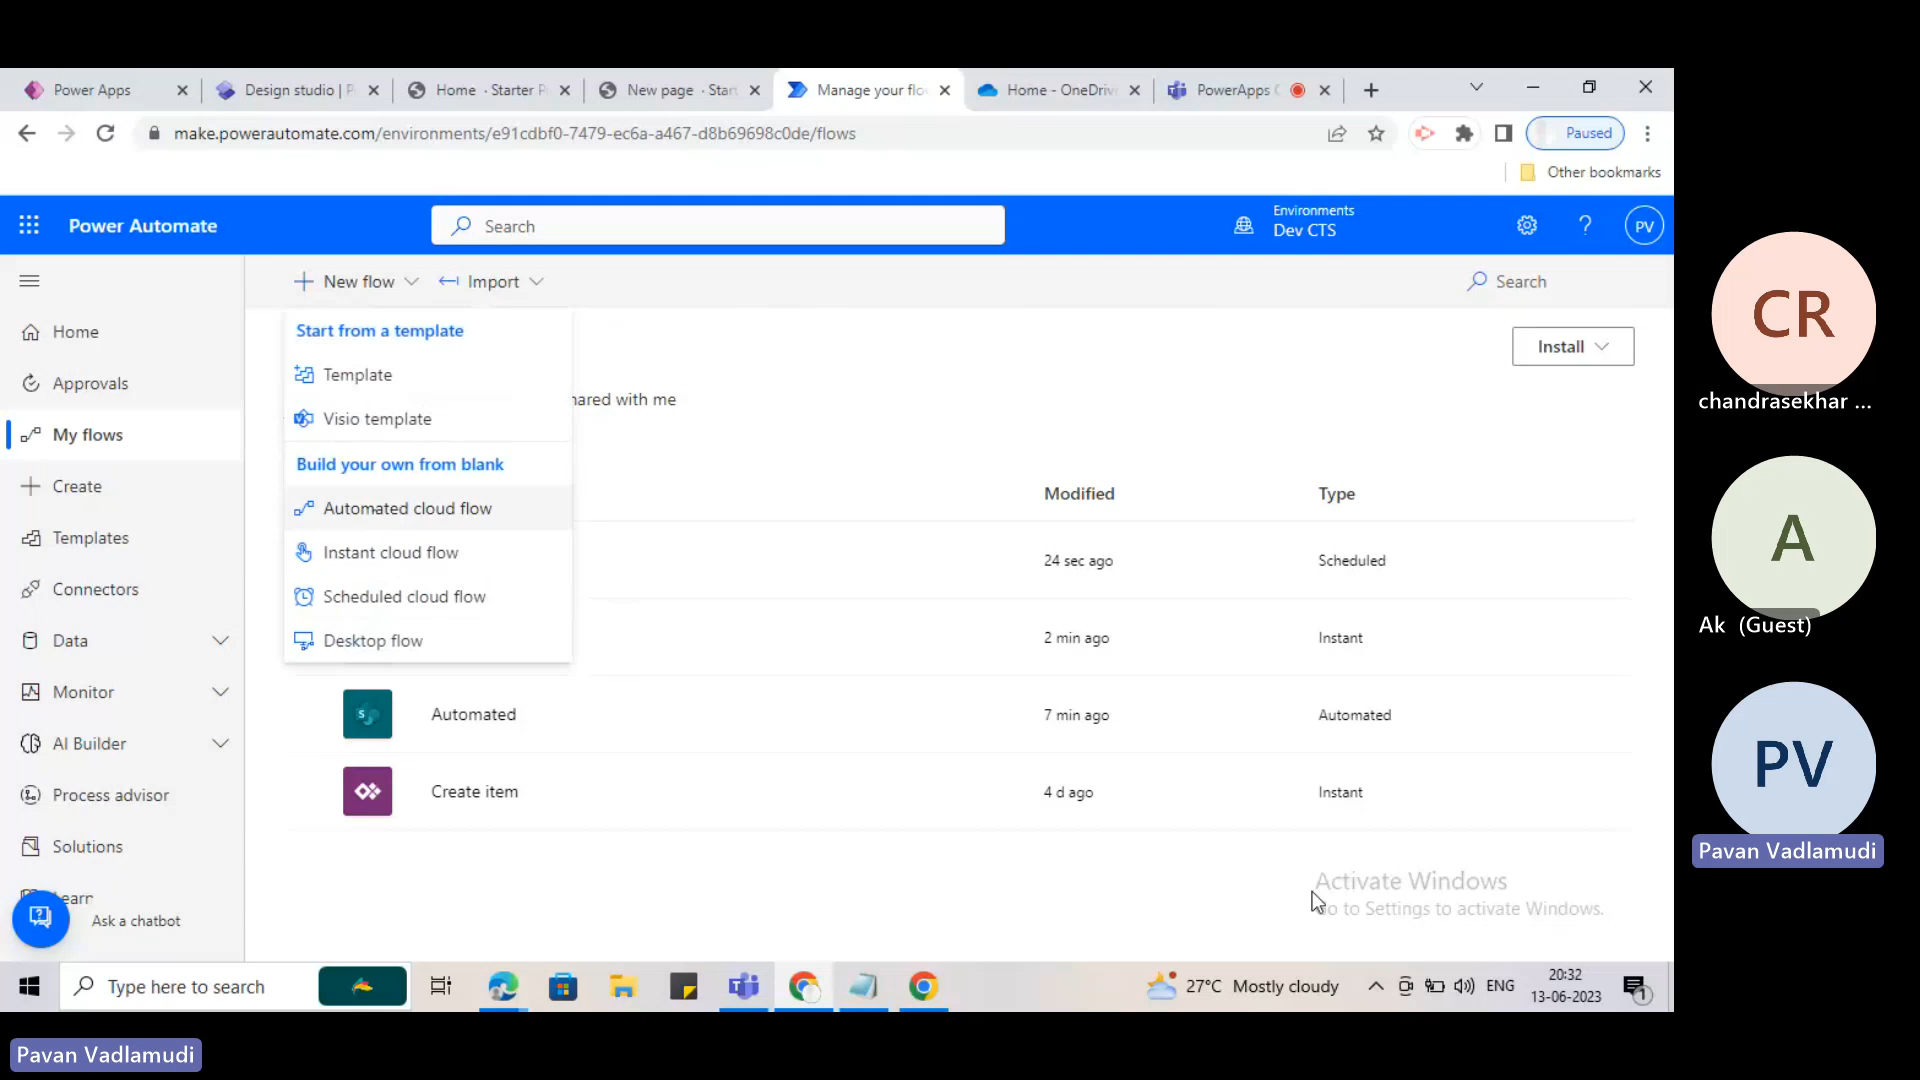 Power Apps
Design studio | P
Home · Starter P
New page · Star
Manage your flo
Home - OneDriv
PowerApps C
make.powerautomate.com/environments/e91cdbf0-7479-ec6a-a467-d8b69698c0de/flows
Paused
Other bookmarks
Power Automate
Search
Environments
Dev CTS
PV
New flow
Import
Search
Home
Approvals
My flows
Create
Templates
Connectors
Data
Monitor
AI Builder
Process advisor
Solutions
earn
Ask a chatbot
Start from a template
Template
Visio template
Build your own from blank
Automated cloud flow
Instant cloud flow
Scheduled cloud flow
Desktop flow
Install
hared with me
Modified
Type
24 sec ago
Scheduled
2 min ago
Instant
Automated
7 min ago
Automated
Create item
4 d ago
Instant
Activate Windows
Go to Settings to activate Windows.
Type here to search
27°C Mostly cloudy
ENG
20:32
13-06-2023
1
CR
chandrasekhar ...
A
Ak (Guest)
PV
Pavan Vadlamudi
Pavan Vadlamudi